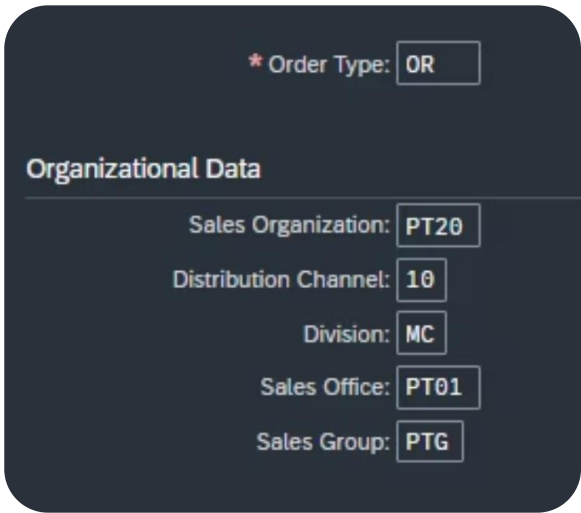 * Order Type: OR
Organizational Data
Sales Organization: PT20
Distribution Channel: 10
Division: MC
Sales Office: PT01
Sales Group: PTG